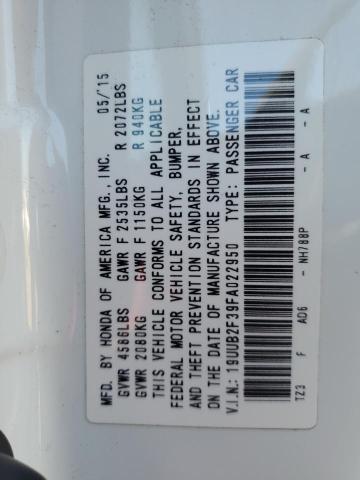 MFD. BY HONDA OF AMERICA MFG., INC. 05/15
GVWR 4586LBS GAWR F 2535LBS R 2072LBS
GVWR 2080KG GAWR F 1150KG R 940KG
THIS VEHICLE CONFORMS TO ALL APPLICABLE
FEDERAL MOTOR VEHICLE SAFETY, BUMPER,
AND THEFT PREVENTION STANDARDS IN EFFECT
ON THE DATE OF MANUFACTURE SHOWN ABOVE.
V.I.N.: 19UUB2F39FA022950 TYPE: PASSENGER CAR
TZ3 F AD6 - NH788P - A - A